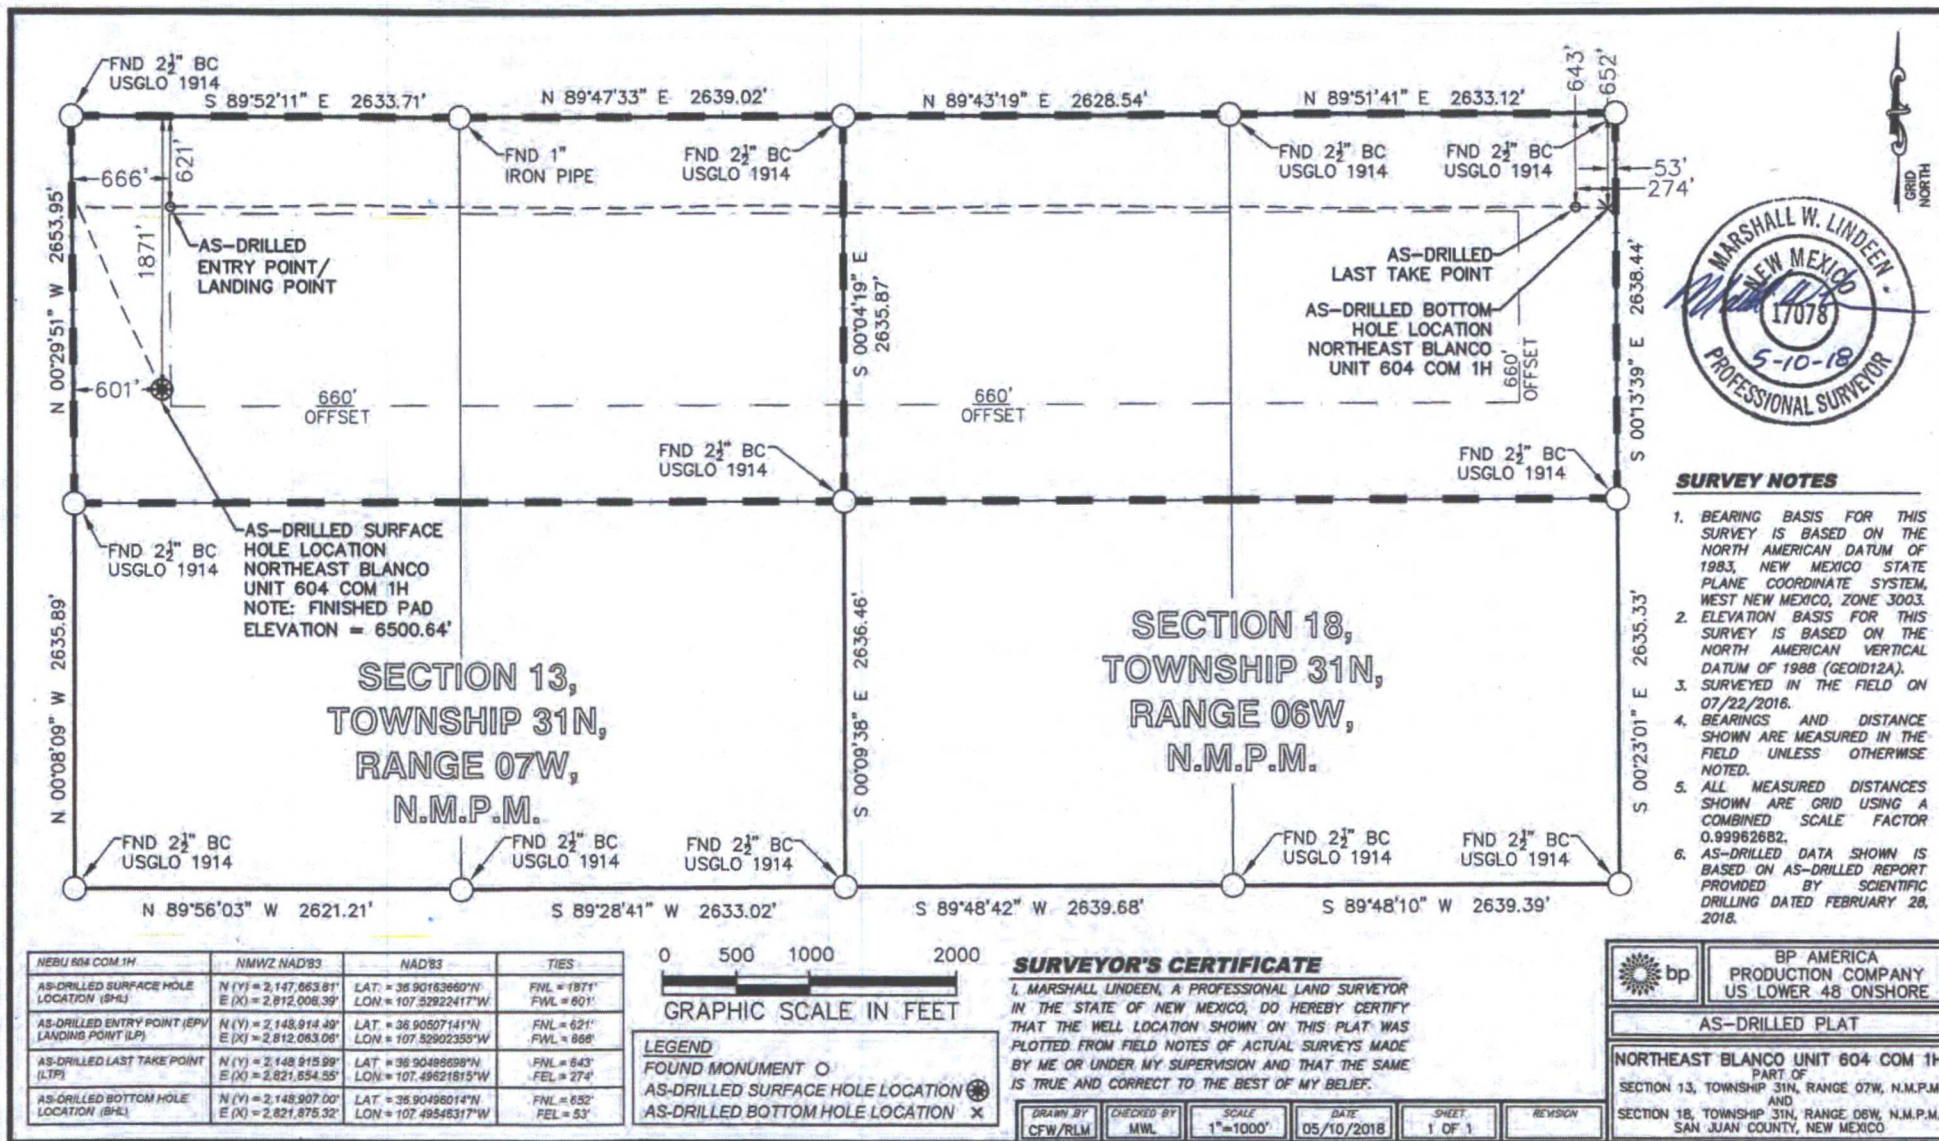 FND 2½" BC
USGLO 1914
S 89°52'11" E 2633.71'
N 89°47'33" E 2639.02'
N 89°43'19" E 2628.54'
N 89°51'41" E 2633.12'
643'
652'
FND 1"
IRON PIPE
FND 2½" BC
USGLO 1914
FND 2½" BC
USGLO 1914
FND 2½" BC
USGLO 1914
53'
274'
GRID
NORTH
666'
621'
1871'
601'
N 00°29'51" W 2653.95'
AS-DRILLED
ENTRY POINT/
LANDING POINT
S 00°04'19" E
2635.87'
AS-DRILLED
LAST TAKE POINT
AS-DRILLED BOTTOM
HOLE LOCATION
NORTHEAST BLANCO
UNIT 604 COM 1H
660'
OFFSET
660'
OFFSET
660'
OFFSET
S 00°13'39" E 2638.44'
MARSHALL W. LINDEEN
NEW MEXICO
17078
5-10-18
PROFESSIONAL SURVEYOR
FND 2½" BC
USGLO 1914
FND 2½" BC
USGLO 1914
FND 2½" BC
USGLO 1914
AS-DRILLED SURFACE
HOLE LOCATION
NORTHEAST BLANCO
UNIT 604 COM 1H
NOTE: FINISHED PAD
ELEVATION = 6500.64'
N 00°08'09" W 2635.89'
S 00°09'38" E 2636.46'
S 00°23'01" E 2635.33'
SECTION 13,
TOWNSHIP 31N,
RANGE 07W,
N.M.P.M.
SECTION 18,
TOWNSHIP 31N,
RANGE 06W,
N.M.P.M.
FND 2½" BC
USGLO 1914
FND 2½" BC
USGLO 1914
FND 2½" BC
USGLO 1914
FND 2½" BC
USGLO 1914
FND 2½" BC
USGLO 1914
N 89°56'03" W 2621.21'
S 89°28'41" W 2633.02'
S 89°48'42" W 2639.68'
S 89°48'10" W 2639.39'
SURVEY NOTES
1. BEARING BASIS FOR THIS
SURVEY IS BASED ON THE
NORTH AMERICAN DATUM OF
1983, NEW MEXICO STATE
PLANE COORDINATE SYSTEM,
WEST NEW MEXICO, ZONE 3003.
2. ELEVATION BASIS FOR THIS
SURVEY IS BASED ON THE
NORTH AMERICAN VERTICAL
DATUM OF 1988 (GEOID12A).
3. SURVEYED IN THE FIELD ON
07/22/2016.
4. BEARINGS AND DISTANCE
SHOWN ARE MEASURED IN THE
FIELD UNLESS OTHERWISE
NOTED.
5. ALL MEASURED DISTANCES
SHOWN ARE GRID USING A
COMBINED SCALE FACTOR
0.99962682.
6. AS-DRILLED DATA SHOWN IS
BASED ON AS-DRILLED REPORT
PROVIDED BY SCIENTIFIC
DRILLING DATED FEBRUARY 28,
2018.
NEBU 604 COM 1H NMWZ NAD'83 NAD'83 TIES
AS-DRILLED SURFACE HOLE LOCATION (SHL) N (Y) = 2,147,663.81' E (X) = 2,812,008.39' LAT. = 36.90163660°N LON.= 107.52922417°W FNL = 1871' FWL = 601'
AS-DRILLED ENTRY POINT (EP)/ LANDING POINT (LP) N (Y) = 2,148,914.49' E (X) = 2,812,063.06' LAT. = 36.90507141°N LON.= 107.52902355°W FNL = 621' FWL = 666'
AS-DRILLED LAST TAKE POINT (LTP) N (Y) = 2,148,915.99' E (X) = 2,821,654.55' LAT. = 36.90498698°N LON.= 107.49621815°W FNL = 643' FEL = 274'
AS-DRILLED BOTTOM HOLE LOCATION (BHL) N (Y) = 2,148,907.00' E (X) = 2,821,875.32' LAT. = 36.90496014°N LON.= 107.49546317°W FNL = 652' FEL = 53'
0 500 1000 2000
GRAPHIC SCALE IN FEET
LEGEND
FOUND MONUMENT
AS-DRILLED SURFACE HOLE LOCATION
AS-DRILLED BOTTOM HOLE LOCATION
SURVEYOR'S CERTIFICATE
I, MARSHALL LINDEEN, A PROFESSIONAL LAND SURVEYOR
IN THE STATE OF NEW MEXICO, DO HEREBY CERTIFY
THAT THE WELL LOCATION SHOWN ON THIS PLAT WAS
PLOTTED FROM FIELD NOTES OF ACTUAL SURVEYS MADE
BY ME OR UNDER MY SUPERVISION AND THAT THE SAME
IS TRUE AND CORRECT TO THE BEST OF MY BELIEF.
DRAWN BY CHECKED BY SCALE DATE SHEET REVISION
CFW/RLM MWL 1"=1000' 05/10/2018 1 OF 1
bp
BP AMERICA
PRODUCTION COMPANY
US LOWER 48 ONSHORE
AS-DRILLED PLAT
NORTHEAST BLANCO UNIT 604 COM 1H
PART OF
SECTION 13, TOWNSHIP 31N, RANGE 07W, N.M.P.M.
AND
SECTION 18, TOWNSHIP 31N, RANGE 06W, N.M.P.M.
SAN JUAN COUNTY, NEW MEXICO